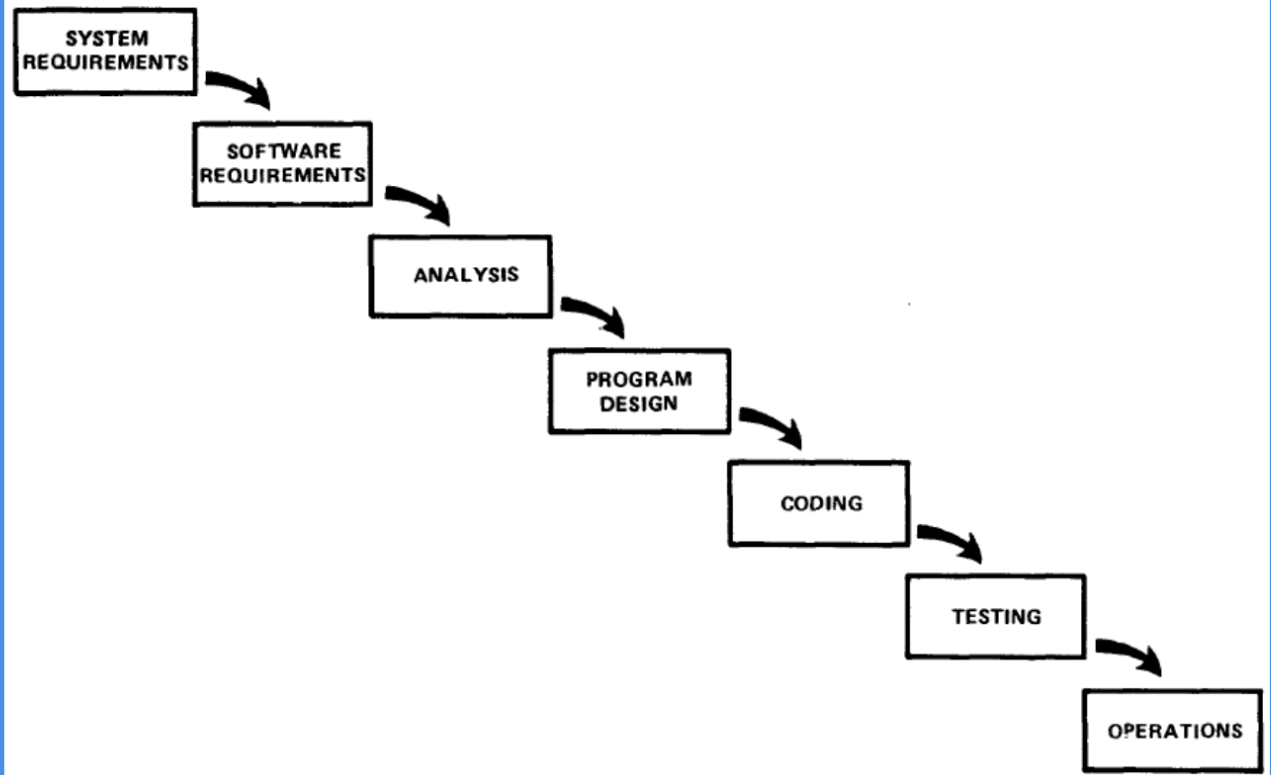 SYSTEM
REQUIREMENTS
SOFTWARE
REQUIREMENTS
ANALYSIS
PROGRAM
DESIGN
CODING
TESTING
OPERATIONS